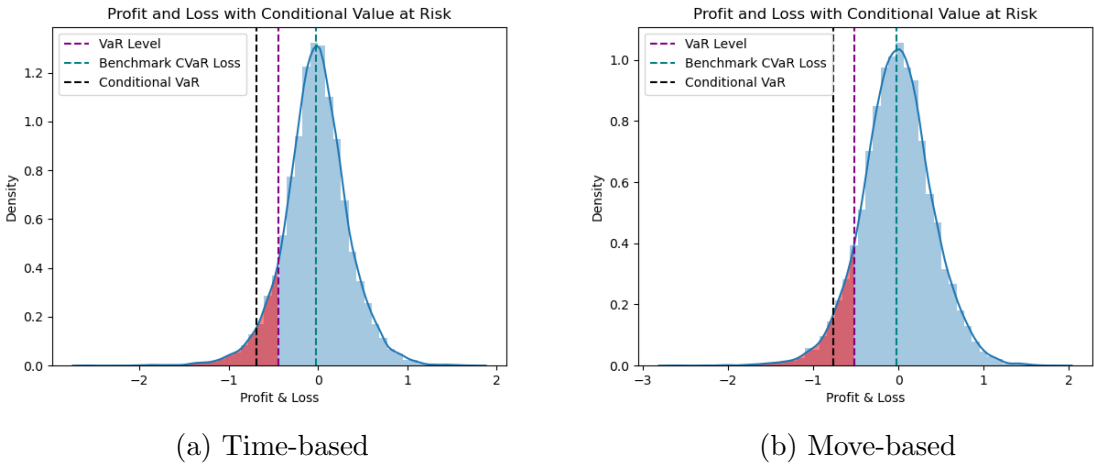 Profit and Loss with Conditional Value at Risk
VaR Level
Benchmark CVaR Loss
Conditional VaR
Density
1.2
1.0
0.8
0.6
0.4
0.2
0.0
−2
−1
0
1
2
Profit & Loss
(a) Time-based
Profit and Loss with Conditional Value at Risk
VaR Level
Benchmark CVaR Loss
Conditional VaR
Density
1.0
0.8
0.6
0.4
0.2
0.0
−3
−2
−1
0
1
2
Profit & Loss
(b) Move-based